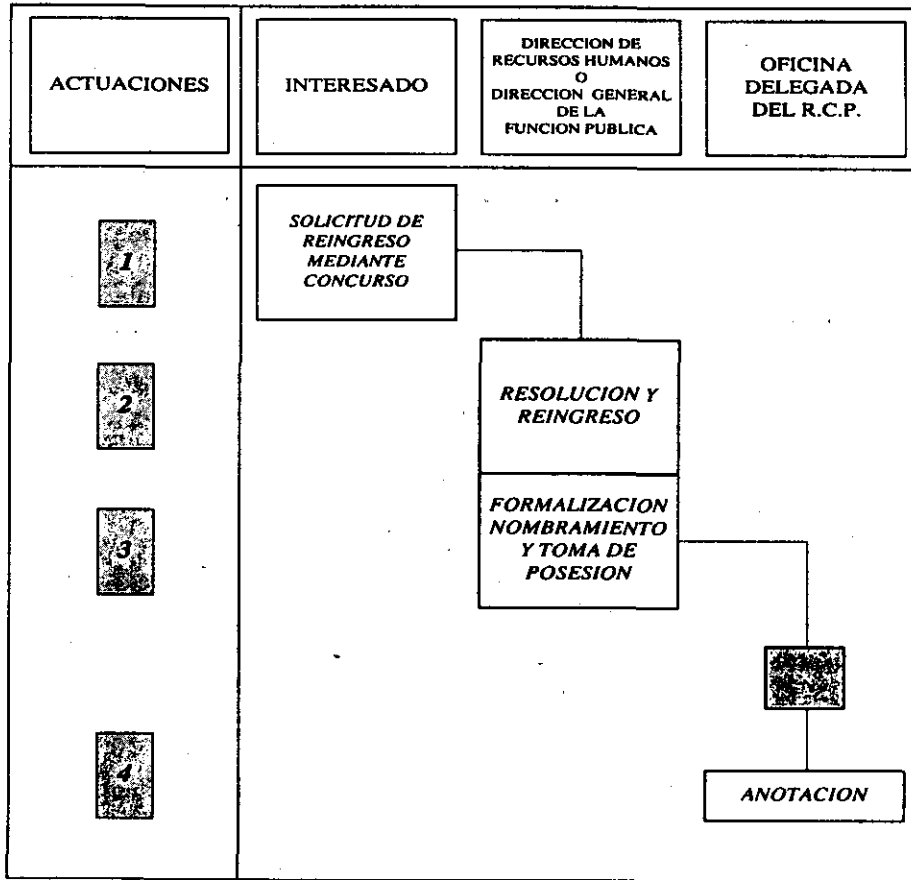 ACTUACIONES
INTERESADO
DIRECCION DE
RECURSOS HUMANOS
O
DIRECCION GENERAL
DE LA
FUNCION PUBLICA
OFICINA
DELEGADA
DEL R.C.P.
1
SOLICITUD DE
REINGRESO
MEDIANTE
CONCURSO
2
RESOLUCION Y
REINGRESO
3
FORMALIZACION
NOMBRAMIENTO
Y TOMA DE
POSESION
4
ANOTACION